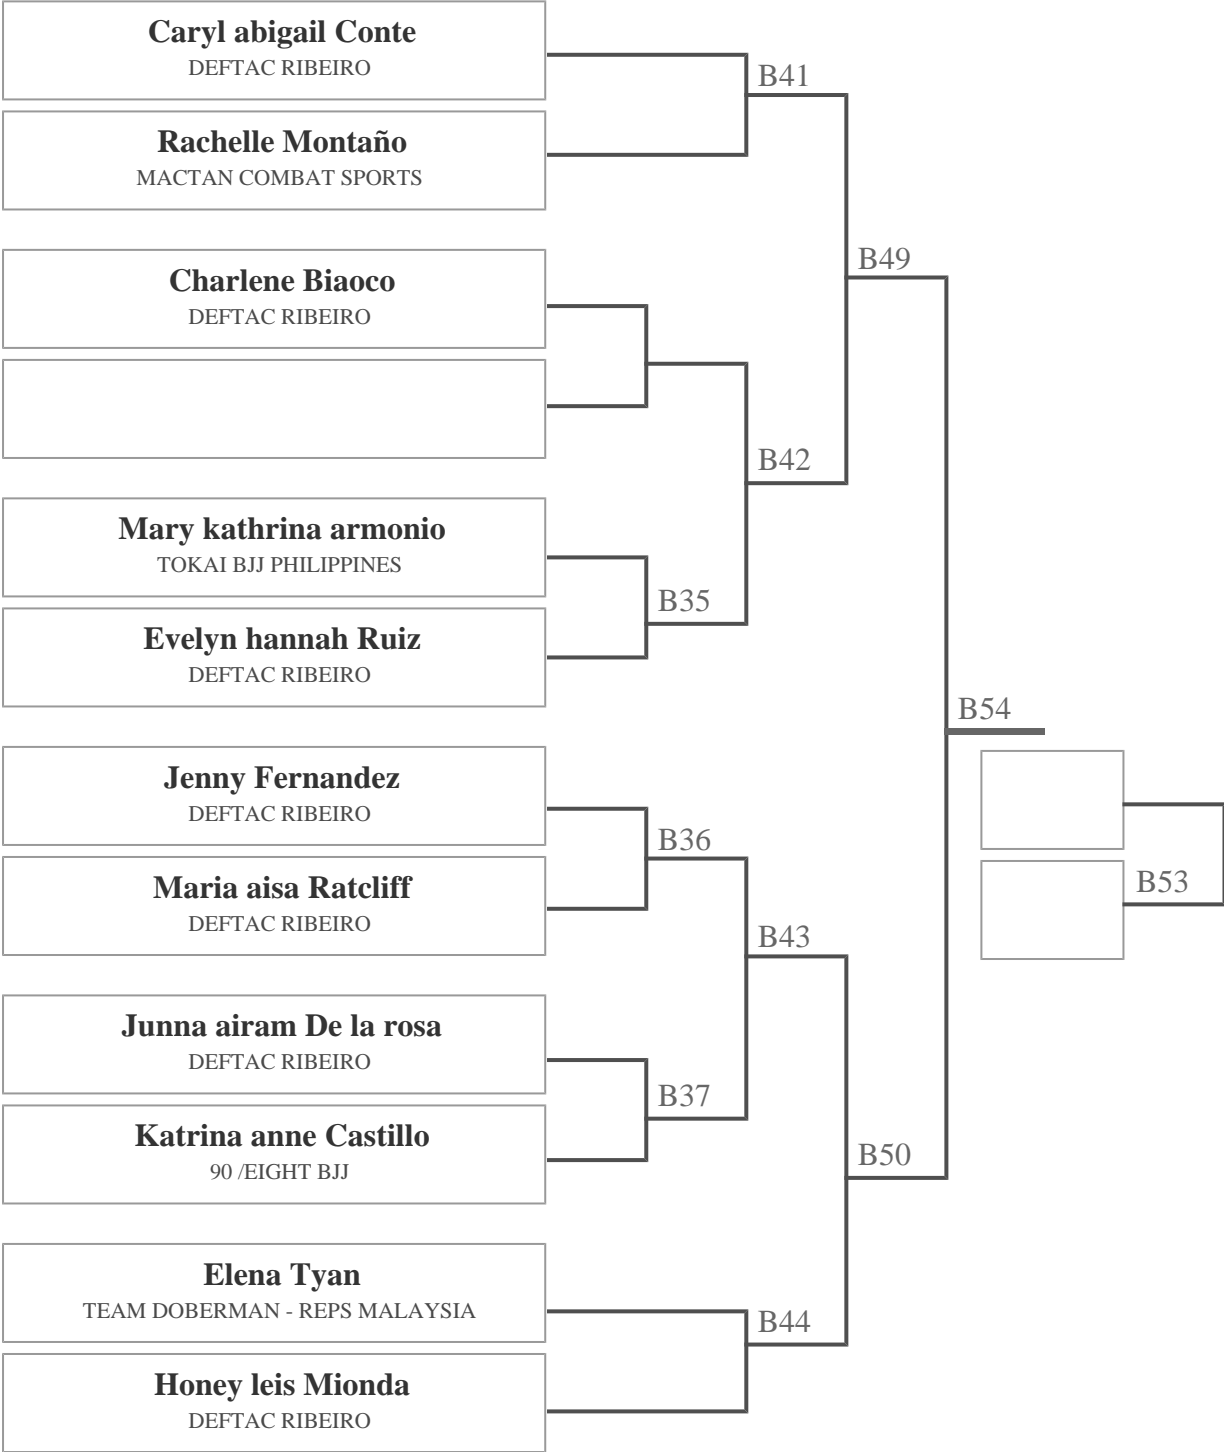 Caryl abigail Conte
DEFTAC RIBEIRO
B41
Rachelle Montaño
MACTAN COMBAT SPORTS
B49
Charlene Biaoco
DEFTAC RIBEIRO
B42
Mary kathrina armonio
TOKAI BJJ PHILIPPINES
B35
Evelyn hannah Ruiz
DEFTAC RIBEIRO
B54
Jenny Fernandez
DEFTAC RIBEIRO
B36
Maria aisa Ratcliff
DEFTAC RIBEIRO
B53
B43
Junna airam De la rosa
DEFTAC RIBEIRO
B37
Katrina anne Castillo
90 /EIGHT BJJ
B50
Elena Tyan
TEAM DOBERMAN - REPS MALAYSIA
B44
Honey leis Mionda
DEFTAC RIBEIRO